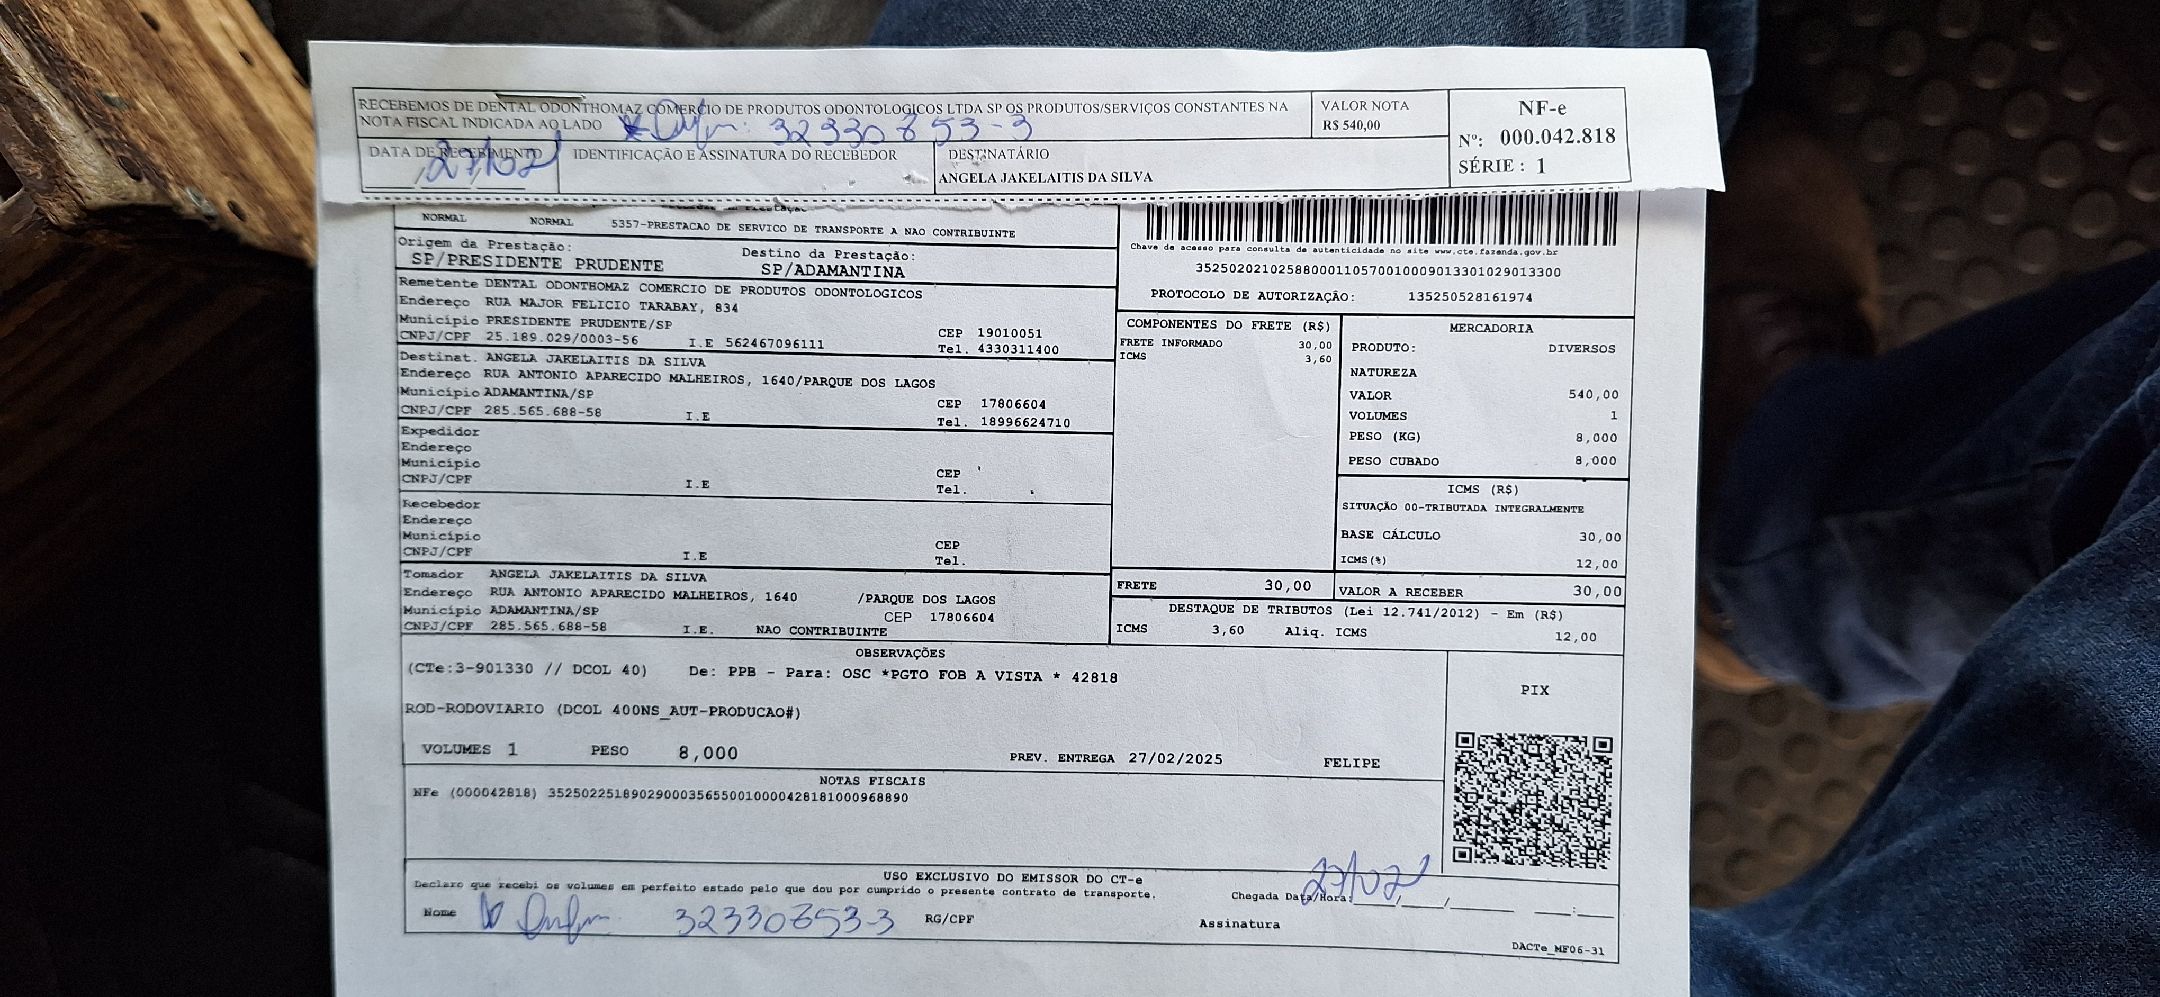 RECEBEMOS DE DENTAL ODONTHOMAZ COMERCIO DE PRODUTOS ODONTOLOGICOS LTDA SP OS PRODUTOS/SERVIÇOS CONSTANTES NA
NOTA FISCAL INDICADA AO LADO
VALOR NOTA
R$ 540,00
NF-e
Nº: 000.042.818
SÉRIE : 1
DATA DE RECEBIMENTO
27/02
IDENTIFICAÇÃO E ASSINATURA DO RECEBEDOR
DESTINATÁRIO
ANGELA JAKELAITIS DA SILVA
NORMAL NORMAL 5357-PRESTACAO DE SERVICO DE TRANSPORTE A NAO CONTRIBUINTE
Origem da Prestação: Destino da Prestação:
SP/PRESIDENTE PRUDENTE SP/ADAMANTINA
Chave de acesso para consulta de autenticidade no site www.cte.fazenda.gov.br
35250202102588000110570010009013301029013300
PROTOCOLO DE AUTORIZAÇÃO: 135250528161974
Remetente DENTAL ODONTHOMAZ COMERCIO DE PRODUTOS ODONTOLOGICOS
Endereço RUA MAJOR FELICIO TARABAY, 834
Município PRESIDENTE PRUDENTE/SP CEP 19010051
CNPJ/CPF 25.189.029/0003-56 I.E 562467096111 Tel. 4330311400
Destinat. ANGELA JAKELAITIS DA SILVA
Endereço RUA ANTONIO APARECIDO MALHEIROS, 1640/PARQUE DOS LAGOS
Município ADAMANTINA/SP CEP 17806604
CNPJ/CPF 285.565.688-58 I.E Tel. 18996624710
Expedidor
Endereço
Município CEP
CNPJ/CPF I.E Tel.
Recebedor
Endereço
Município CEP
CNPJ/CPF I.E Tel.
Tomador ANGELA JAKELAITIS DA SILVA
Endereço RUA ANTONIO APARECIDO MALHEIROS, 1640 /PARQUE DOS LAGOS
Município ADAMANTINA/SP CEP 17806604
CNPJ/CPF 285.565.688-58 I.E. NAO CONTRIBUINTE
COMPONENTES DO FRETE (R$)
FRETE INFORMADO 30,00
ICMS 3,60
MERCADORIA
PRODUTO: DIVERSOS
NATUREZA
VALOR 540,00
VOLUMES 1
PESO (KG) 8,000
PESO CUBADO 8,000
ICMS (R$)
SITUAÇÃO 00-TRIBUTADA INTEGRALMENTE
BASE CÁLCULO 30,00
ICMS(%) 12,00
FRETE 30,00 VALOR A RECEBER 30,00
DESTAQUE DE TRIBUTOS (Lei 12.741/2012) - Em (R$)
ICMS 3,60 Aliq. ICMS 12,00
OBSERVAÇÕES
(CTe:3-901330 // DCOL 40) De: PPB - Para: OSC *PGTO FOB A VISTA * 42818
ROD-RODOVIARIO (DCOL 400NS_AUT-PRODUCAO#)
VOLUMES 1 PESO 8,000 PREV. ENTREGA 27/02/2025 FELIPE
PIX
NOTAS FISCAIS
NFe (000042818) 35250225189029000356550010000428181000968890
USO EXCLUSIVO DO EMISSOR DO CT-e
Declaro que recebi os volumes em perfeito estado pelo que dou por cumprido o presente contrato de transporte.
Chegada Data/Hora: 27/02
Nome RG/CPF Assinatura
DACTe_MF06-31